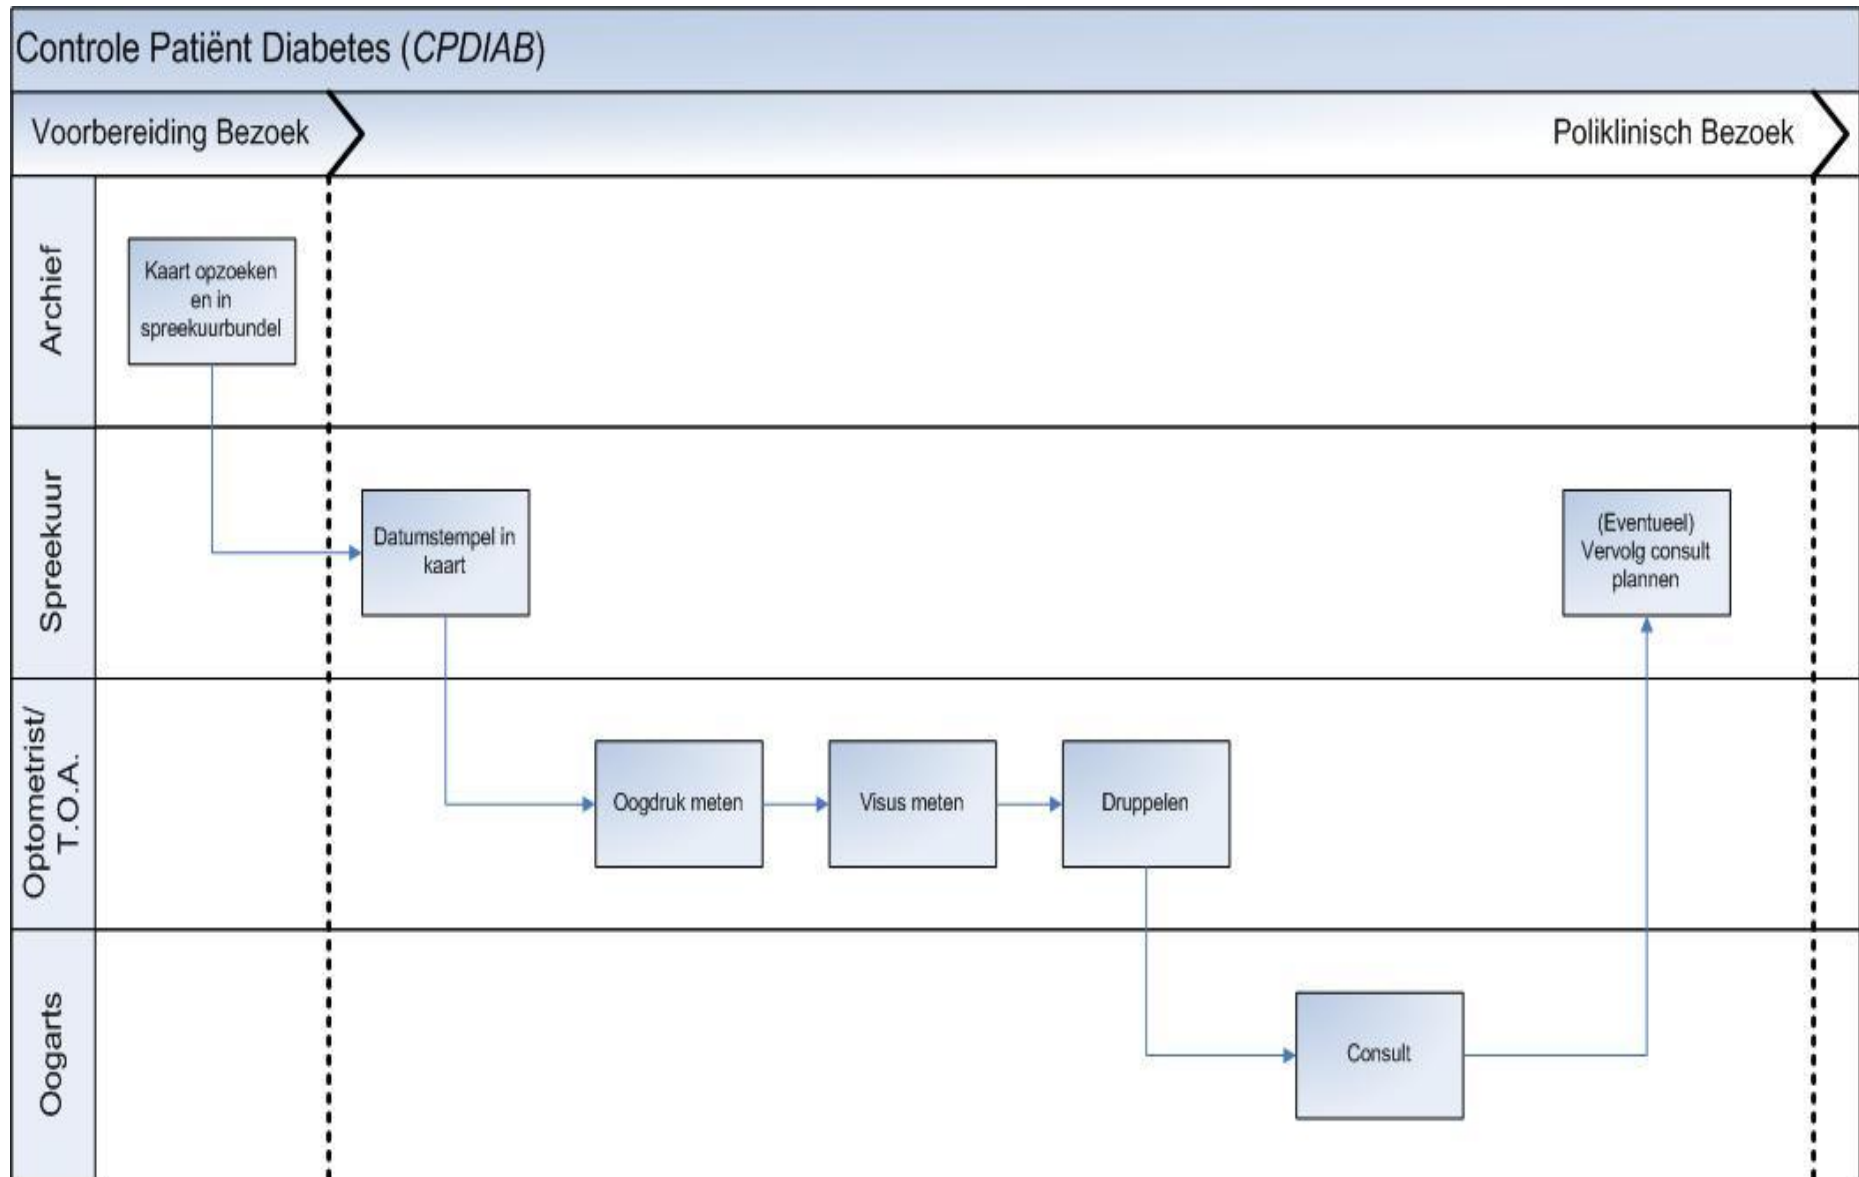 Controle Patiënt Diabetes (CPDIAB)
Voorbereiding Bezoek
Poliklinisch Bezoek
Archief
Kaart opzoeken
en in
spreekuurbundel
Spreekuur
Datumstempel in
kaart
(Eventueel)
Vervolg consult
plannen
Optometrist/
T.O.A.
Oogdruk meten
Visus meten
Druppelen
Oogarts
Consult